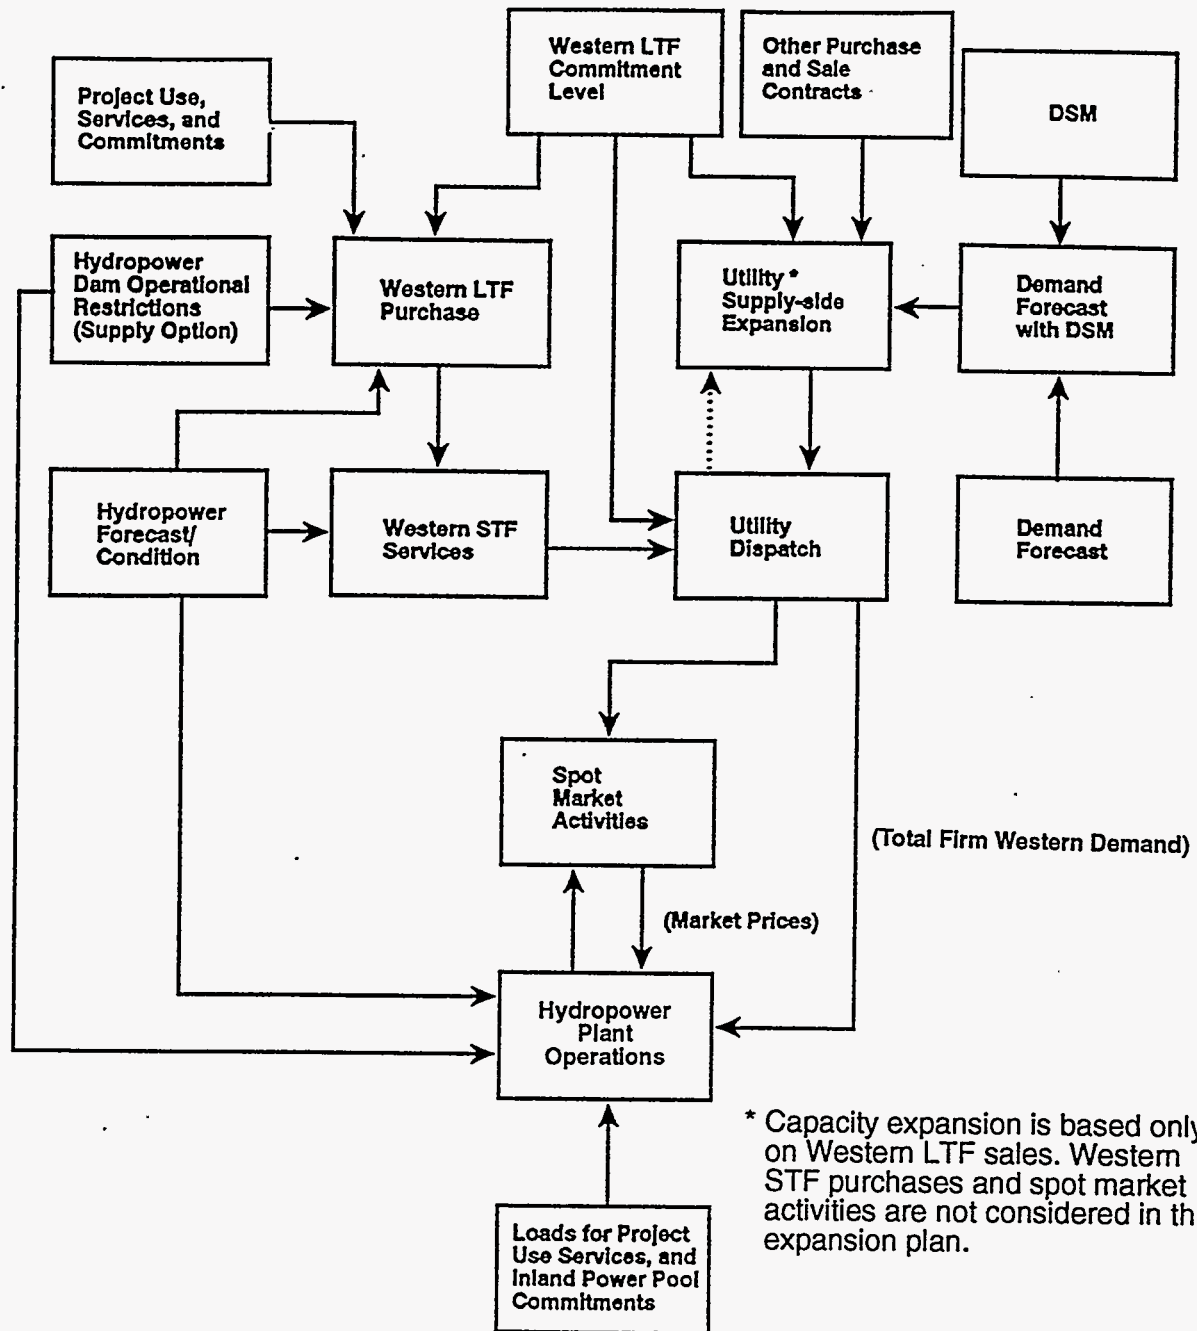 Western LTF
Commitment
Level
Other Purchase
and Sale
Contracts
DSM
Project Use,
Services, and
Commitments
Hydropower
Dam Operational
Restrictions
(Supply Option)
Western LTF
Purchase
Utility *
Supply-side
Expansion
Demand
Forecast
with DSM
Hydropower
Forecast/
Condition
Western STF
Services
Utility
Dispatch
Demand
Forecast
Spot
Market
Activities
(Total Firm Western Demand)
(Market Prices)
Hydropower
Plant
Operations
* Capacity expansion is based only
on Western LTF sales. Western
STF purchases and spot market
activities are not considered in th
expansion plan.
Loads for Project
Use Services, and
Inland Power Pool
Commitments